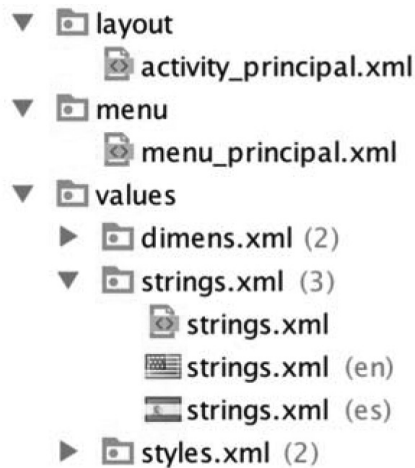 layout
activity_principal.xml
menu
menu_principal.xml
values
dimens.xml (2)
strings.xml (3)
strings.xml
strings.xml (en)
strings.xml (es)
styles.xml (2)